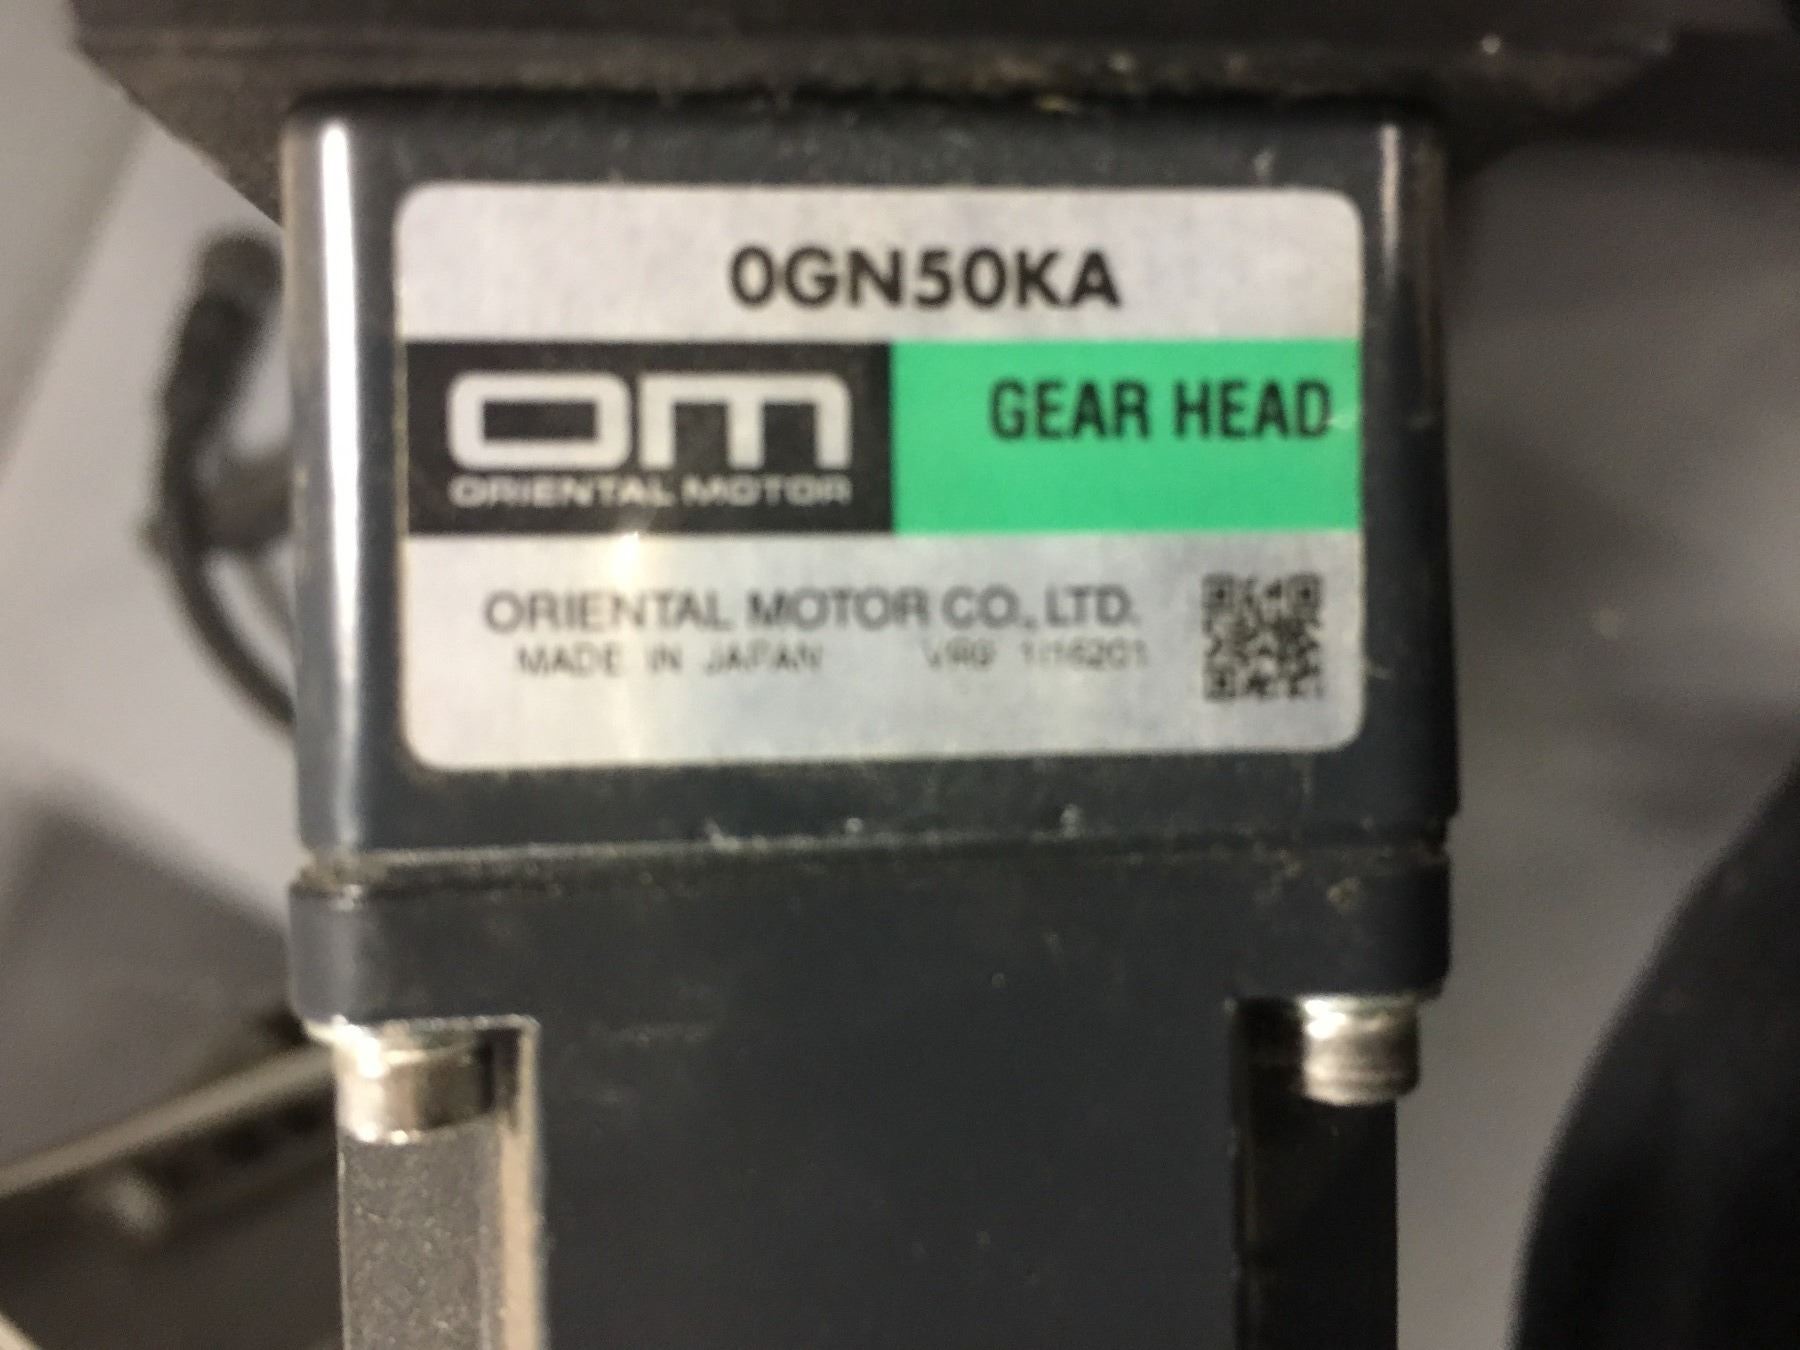 0GN50KA
OM
ORIENTAL MOTOR
GEAR HEAD
ORIENTAL MOTOR CO., LTD.
MADE IN JAPAN